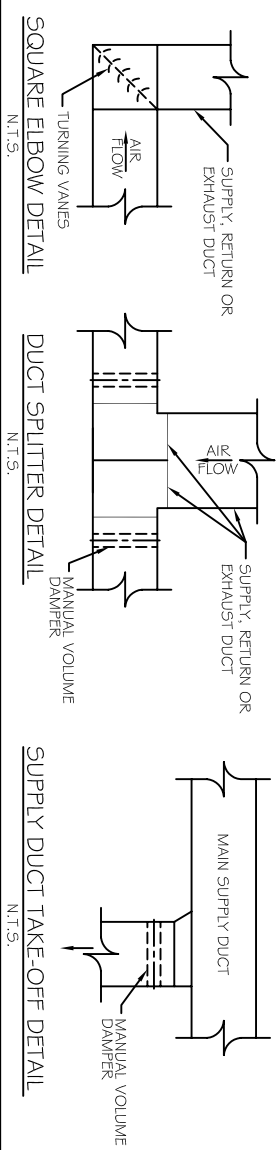 SUPPLY, RETURN OR
EXHAUST DUCT
AIR
FLOW
TURNING VANES
SQUARE ELBOW DETAIL
N.T.S.
SUPPLY, RETURN OR
EXHAUST DUCT
AIR
FLOW
MANUAL VOLUME
DAMPER
DUCT SPLITTER DETAIL
N.T.S.
MAIN SUPPLY DUCT
MANUAL VOLUME
DAMPER
SUPPLY DUCT TAKE-OFF DETAIL
N.T.S.